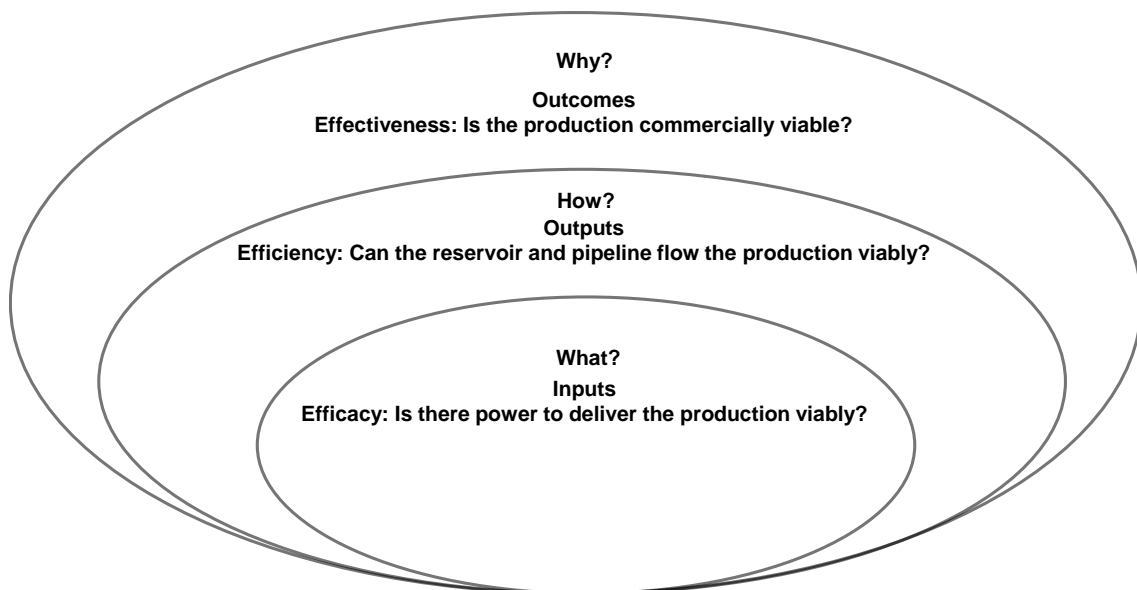 Why?
Outcomes
Effectiveness: Is the production commercially viable?
How?
Outputs
Efficiency: Can the reservoir and pipeline flow the production viably?
What?
Inputs
Efficacy: Is there power to deliver the production viably?